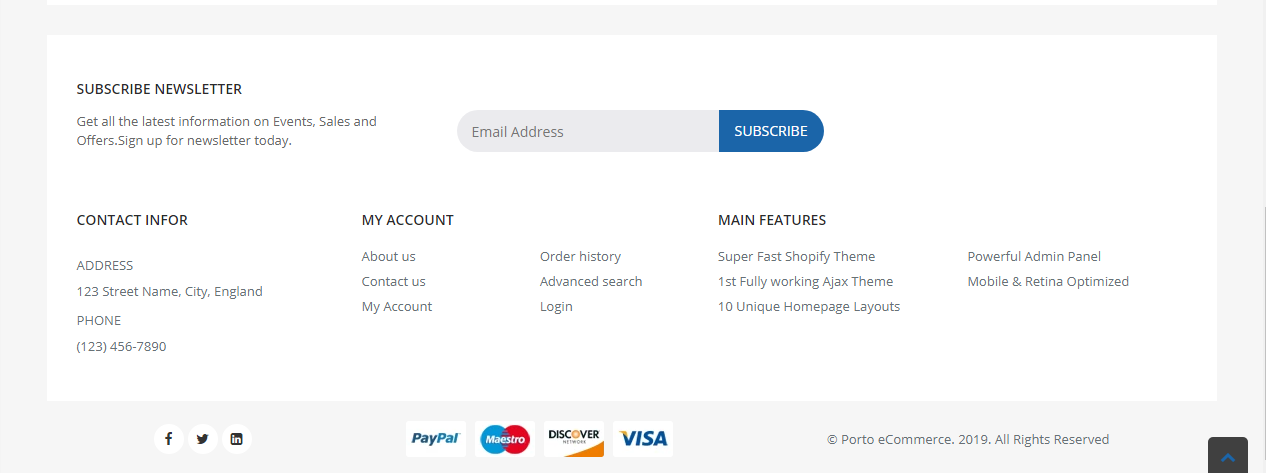 SUBSCRIBE NEWSLETTER
Get all the latest information on Events, Sales and
Offers.Sign up for newsletter today.
Email Address
SUBSCRIBE
CONTACT INFOR
ADDRESS
123 Street Name, City, England
PHONE
(123) 456-7890
MY ACCOUNT
About us
Contact us
My Account
Order history
Advanced search
Login
MAIN FEATURES
Super Fast Shopify Theme
1st Fully working Ajax Theme
10 Unique Homepage Layouts
Powerful Admin Panel
Mobile & Retina Optimized
PayPal
Maestro
DISCOVER
NETWORK
VISA
© Porto eCommerce. 2019. All Rights Reserved